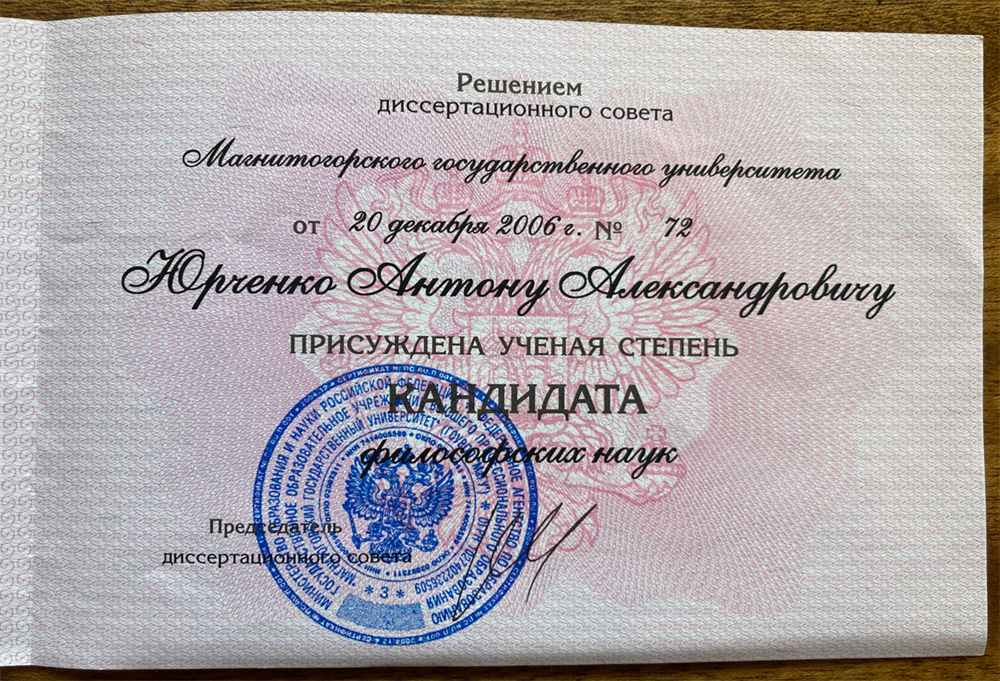 Решением
диссертационного совета
Магнитогорского государственного университета
от 20 декабря 2006 г. № 72
Юрченко Антону Александровичу
ПРИСУЖДЕНА УЧЕНАЯ СТЕПЕНЬ
КАНДИДАТА
философских наук
Председатель
диссертационного совета
* 3 *